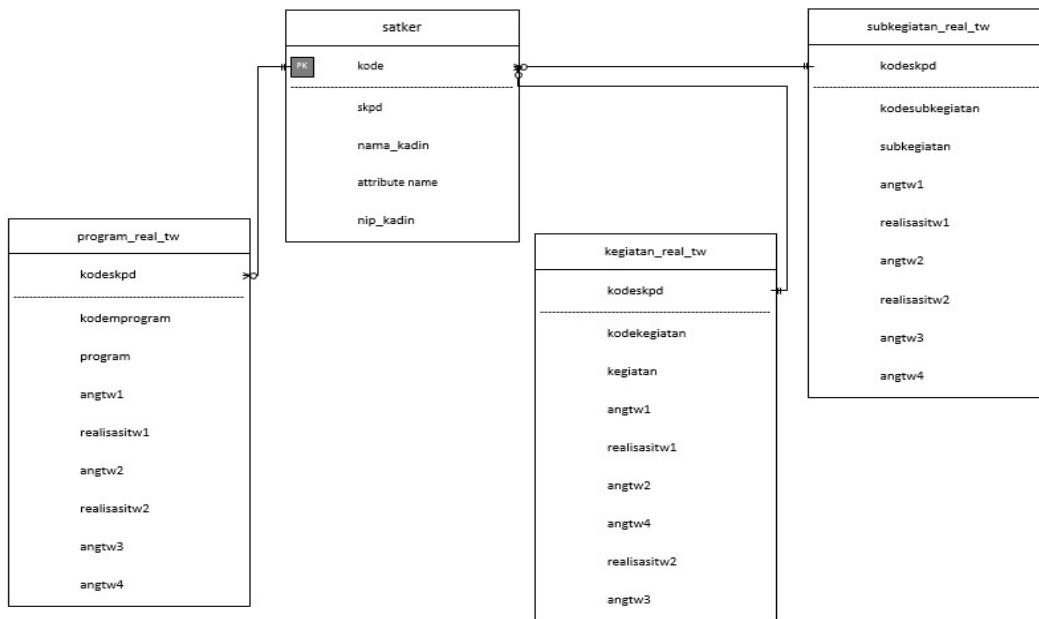 satker
PK
kode
skpd
nama_kadin
attribute name
nip_kadin
subkegiatan_real_tw
kodeskpd
kodesubkegiatan
subkegiatan
angtw1
realisasitw1
angtw2
realisasitw2
angtw3
angtw4
program_real_tw
kodeskpd
kodemprogram
program
angtw1
realisasitw1
angtw2
realisasitw2
angtw3
angtw4
kegiatan_real_tw
kodeskpd
kodekegiatan
kegiatan
angtw1
realisasitw1
angtw2
angtw4
realisasitw2
angtw3